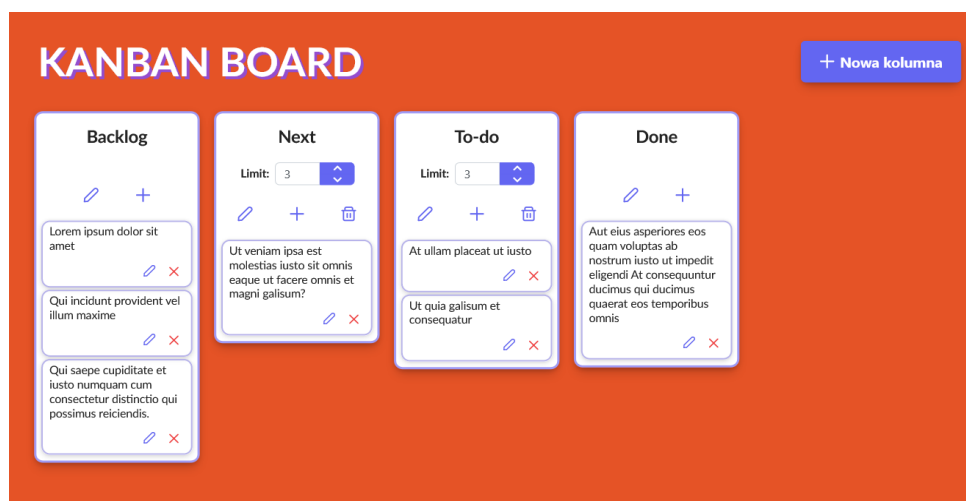 KANBAN BOARD
Nowa kolumna
Backlog
Lorem ipsum dolor sit
amet
Qui incidunt provident vel
illum maxime
Qui saepe cupiditate et
iusto numquam cum
consectetur distinctio qui
possimus reiciendis.
Next
Limit: 3
Ut veniam ipsa est
molestias iusto sit omnis
eaque ut facere omnis et
magni galisum?
To-do
Limit: 3
At ullam placeat ut iusto
Ut quia galisum et
consequatur
Done
Aut eius asperiores eos
quam voluptas ab
nostrum iusto ut impedit
eligendi At consequuntur
ducimus qui ducimus
quaerat eos temporibus
omnis